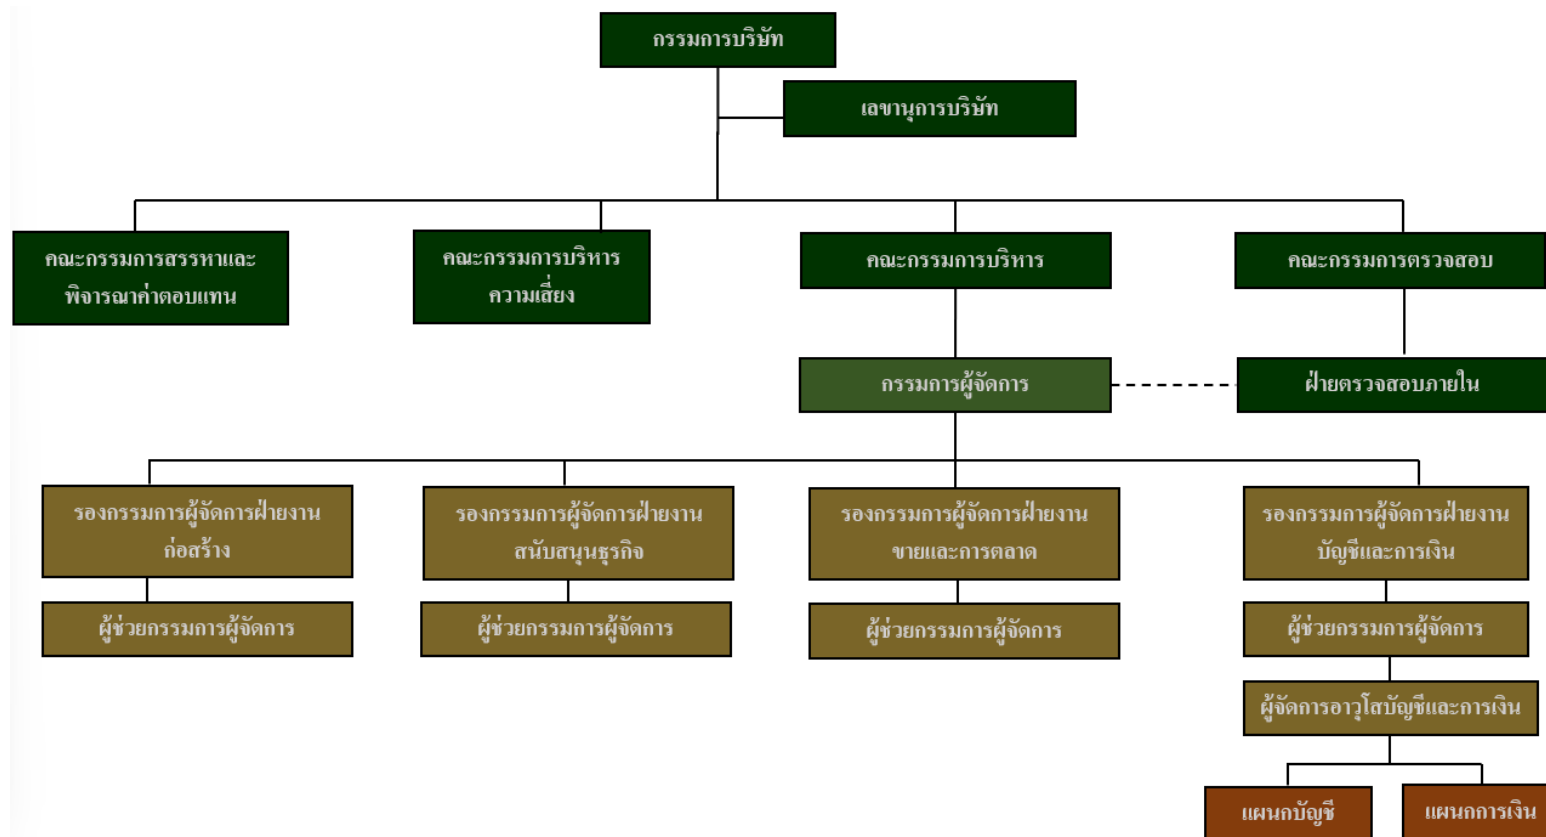 กรรมการบริษัท
เลขานุการบริษัท
คณะกรรมการสรรหาและ
พิจารณาค่าตอบแทน
คณะกรรมการบริหาร
ความเสี่ยง
คณะกรรมการบริหาร
คณะกรรมการตรวจสอบ
กรรมการผู้จัดการ
ฝ่ายตรวจสอบภายใน
รองกรรมการผู้จัดการฝ่ายงาน
ก่อสร้าง
รองกรรมการผู้จัดการฝ่ายงาน
สนับสนุนธุรกิจ
รองกรรมการผู้จัดการฝ่ายงาน
ขายและการตลาด
รองกรรมการผู้จัดการฝ่ายงาน
บัญชีและการเงิน
ผู้ช่วยกรรมการผู้จัดการ
ผู้ช่วยกรรมการผู้จัดการ
ผู้ช่วยกรรมการผู้จัดการ
ผู้ช่วยกรรมการผู้จัดการ
ผู้จัดการอาวุโสบัญชีและการเงิน
แผนกบัญชี
แผนกการเงิน